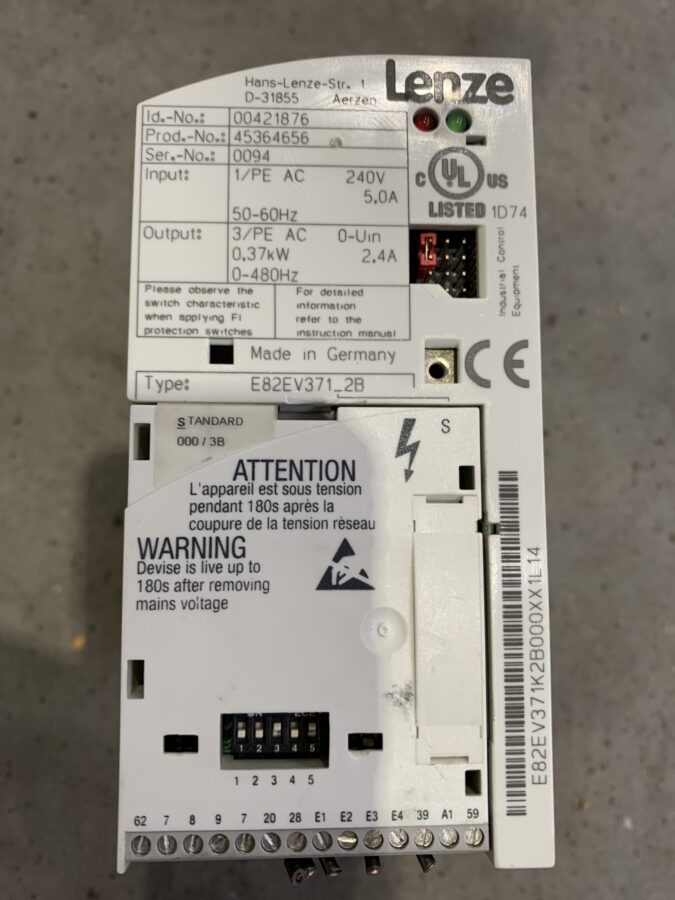 Hans-Lenze-Str. 1
D-31855 Aerzen
Lenze
Id.-No.: 00421876
Prod.-No.: 45364656
Ser.-No.: 0094
Input: 1/PE AC 240V
5,0A
50-60Hz
Output: 3/PE AC 0-Uin
0,37kW 2,4A
0-480Hz
C UL US
LISTED 1D74
Industrial Control
Equipment
Please observe the
switch characteristic
when applying FI
protection switches
For detailed
information
refer to the
instruction manual
Made in Germany
CE
Type: E82EV371_2B
STANDARD
000 / 3B
S
ATTENTION
L'appareil est sous tension
pendant 180s après la
coupure de la tension réseau
WARNING
Devise is live up to
180s after removing
mains voltage
E82EV371K2B000XX1L14
1 2 3 4 5
1 2 3 4 5
62 7 8 9 7 20 28 E1 E2 E3 E4 39 A1 59